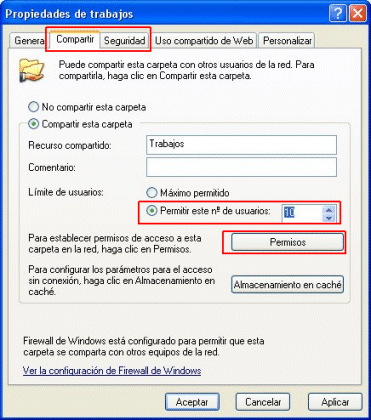 Propiedades de trabajos
General
Compartir
Seguridad
Uso compartido de Web
Personalizar
Puede compartir esta carpeta con otros usuarios de la red. Para
compartirla, haga clic en Compartir esta carpeta.
No compartir esta carpeta
Compartir esta carpeta
Recurso compartido:
Trabajos
Comentario:
Límite de usuarios:
Máximo permitido
Permitir este nº de usuarios:
10
Para establecer permisos de acceso a esta
carpeta en la red, haga clic en Permisos.
Permisos
Para configurar los parámetros para el acceso
sin conexión, haga clic en Almacenamiento en
caché.
Almacenamiento en caché
Firewall de Windows está configurado para permitir que esta
carpeta se comparta con otros equipos de la red.
Ver la configuración de Firewall de Windows
Aceptar
Cancelar
Aplicar